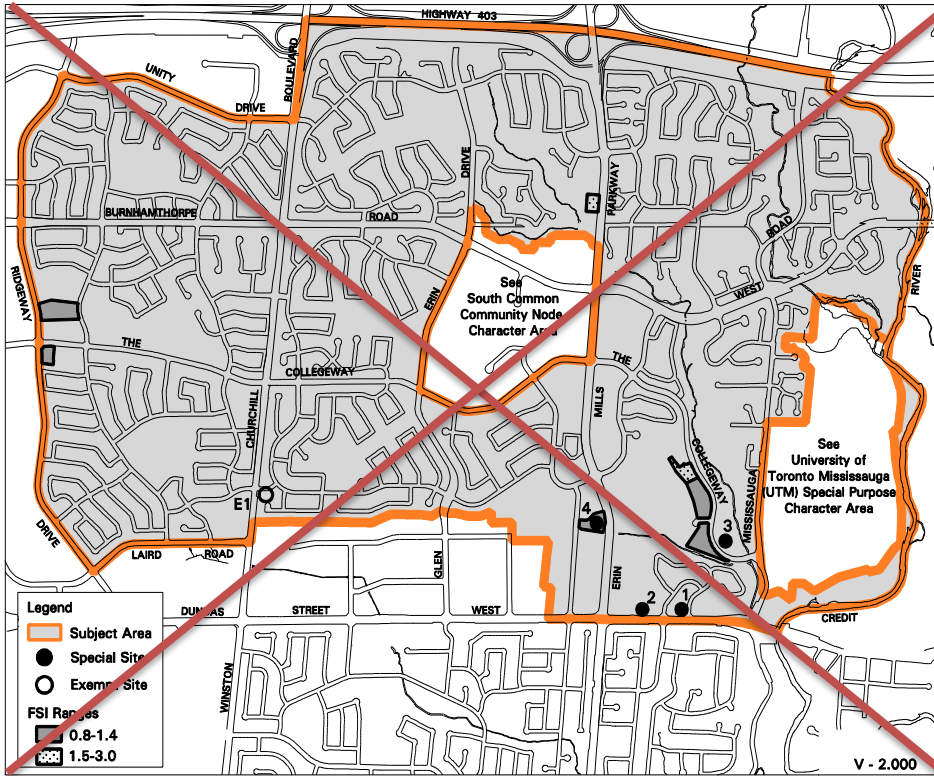 HIGHWAY 403
UNITY
DRIVE
BOULEVARD
DRIVE
PARKWAY
BURNHAMTHORPE
ROAD
ROAD
RIDGEWAY
ERIN
See
South Common
Community Node
Character Area
WEST
RIVER
THE
COLLEGEWAY
THE
CHURCHILL
MILLS
COLLEGEWAY
MISSISSAUGA
See
University of
Toronto Mississauga
(UTM) Special Purpose
Character Area
E1
4
3
DRIVE
LAIRD ROAD
GLEN
ERIN
2 1
DUNDAS STREET WEST
CREDIT
WINSTON
Legend
Subject Area
Special Site
Exempt Site
FSI Ranges
0.8-1.4
1.5-3.0
V - 2.000